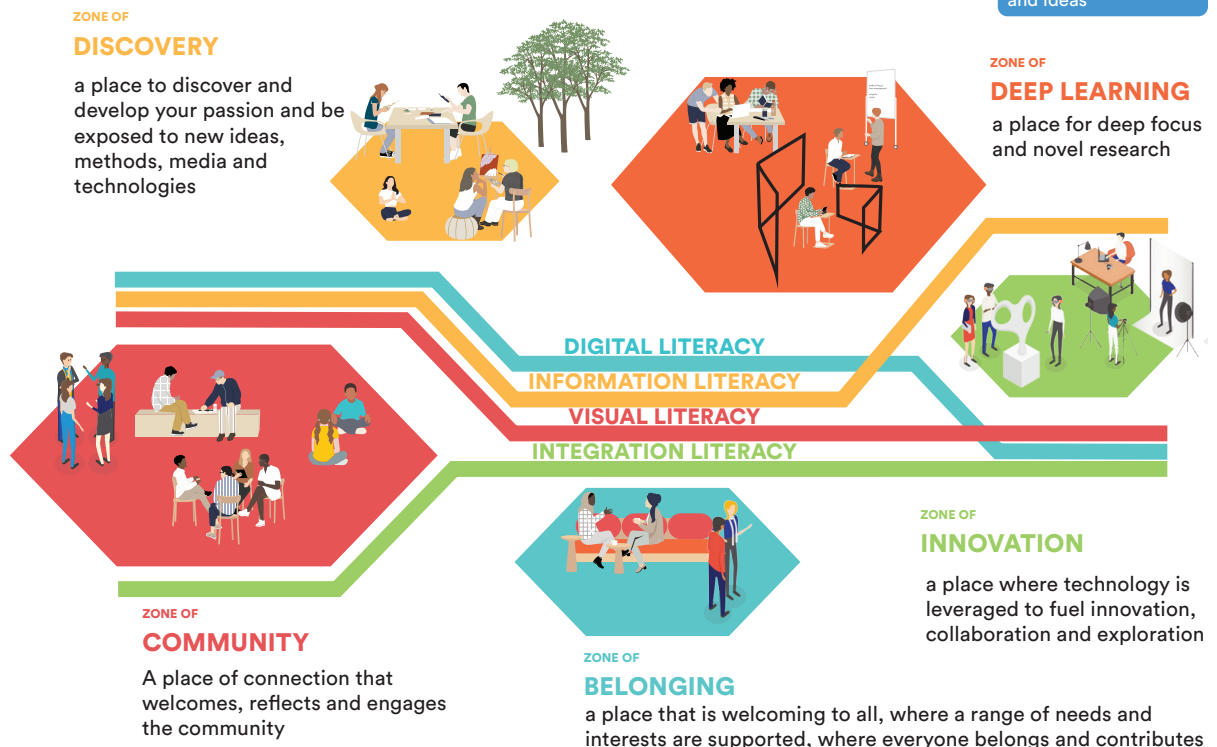 and Ideas
ZONE OF
DISCOVERY
a place to discover and
develop your passion and be
exposed to new ideas,
methods, media and
technologies
ZONE OF
DEEP LEARNING
a place for deep focus
and novel research
DIGITAL LITERACY
INFORMATION LITERACY
VISUAL LITERACY
INTEGRATION LITERACY
ZONE OF
INNOVATION
a place where technology is
leveraged to fuel innovation,
collaboration and exploration
ZONE OF
COMMUNITY
A place of connection that
welcomes, reflects and engages
the community
ZONE OF
BELONGING
a place that is welcoming to all, where a range of needs and
interests are supported, where everyone belongs and contributes